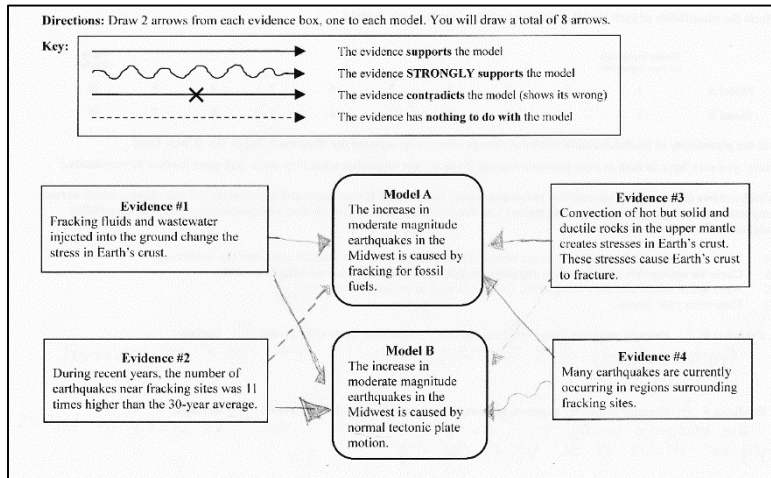 Directions: Draw 2 arrows from each evidence box, one to each model. You will draw a total of 8 arrows.
Key:
The evidence supports the model
The evidence STRONGLY supports the model
The evidence contradicts the model (shows its wrong)
The evidence has nothing to do with the model
Evidence #1
Fracking fluids and wastewater
injected into the ground change the
stress in Earth's crust.
Model A
The increase in
moderate magnitude
earthquakes in the
Midwest is caused by
fracking for fossil
fuels.
Evidence #3
Convection of hot but solid and
ductile rocks in the upper mantle
creates stresses in Earth's crust.
These stresses cause Earth's crust
to fracture.
Evidence #2
During recent years, the number of
earthquakes near fracking sites was 11
times higher than the 30-year average.
Model B
The increase in
moderate magnitude
earthquakes in the
Midwest is caused by
normal tectonic plate
motion.
Evidence #4
Many earthquakes are currently
occurring in regions surrounding
fracking sites.